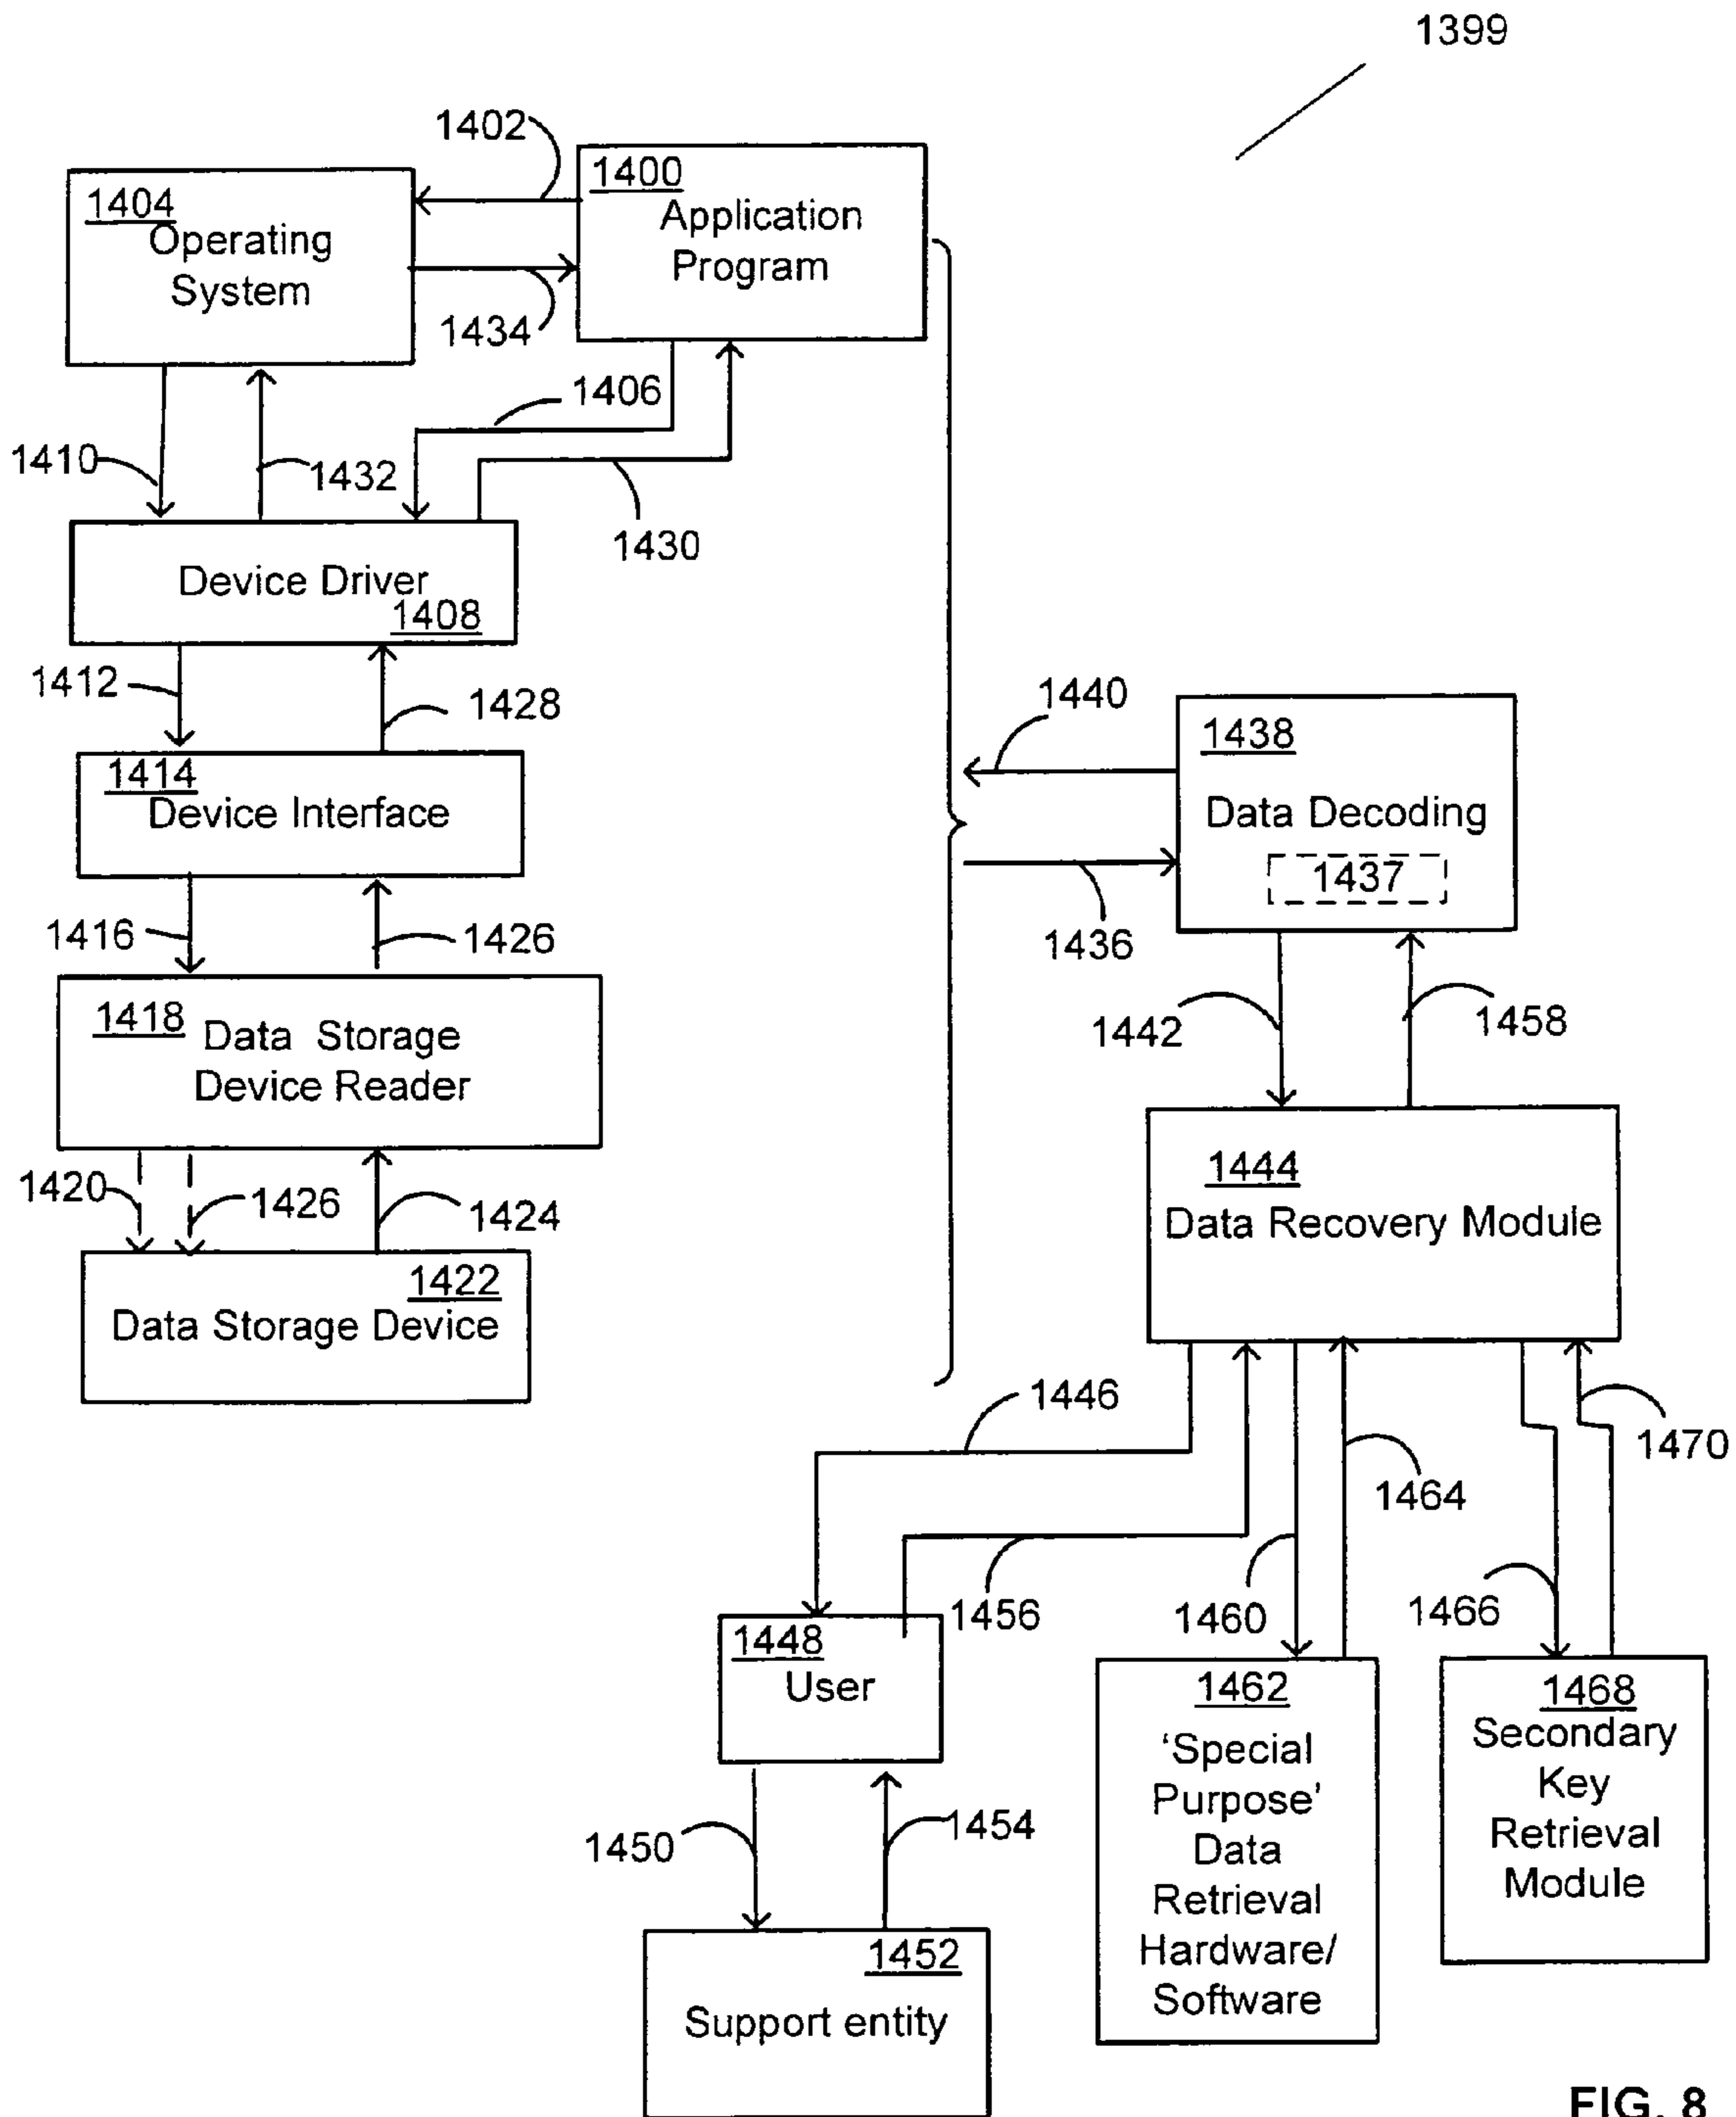 1399
1402
1400
Application
Program
1404
Operating
System
1434
1406
1410
1432
1430
Device Driver
1408
1412
1428
1440
1438
Data Decoding
1437
1414
Device Interface
1436
1416
1426
1442
1458
1418
Data Storage
Device Reader
1420
1426
1424
1444
Data Recovery Module
1422
Data Storage Device
1446
1470
1464
1456
1460
1466
1448
User
1462
'Special
Purpose'
Data
Retrieval
Hardware/
Software
1468
Secondary
Key
Retrieval
Module
1450
1454
1452
Support entity
FIG. 8